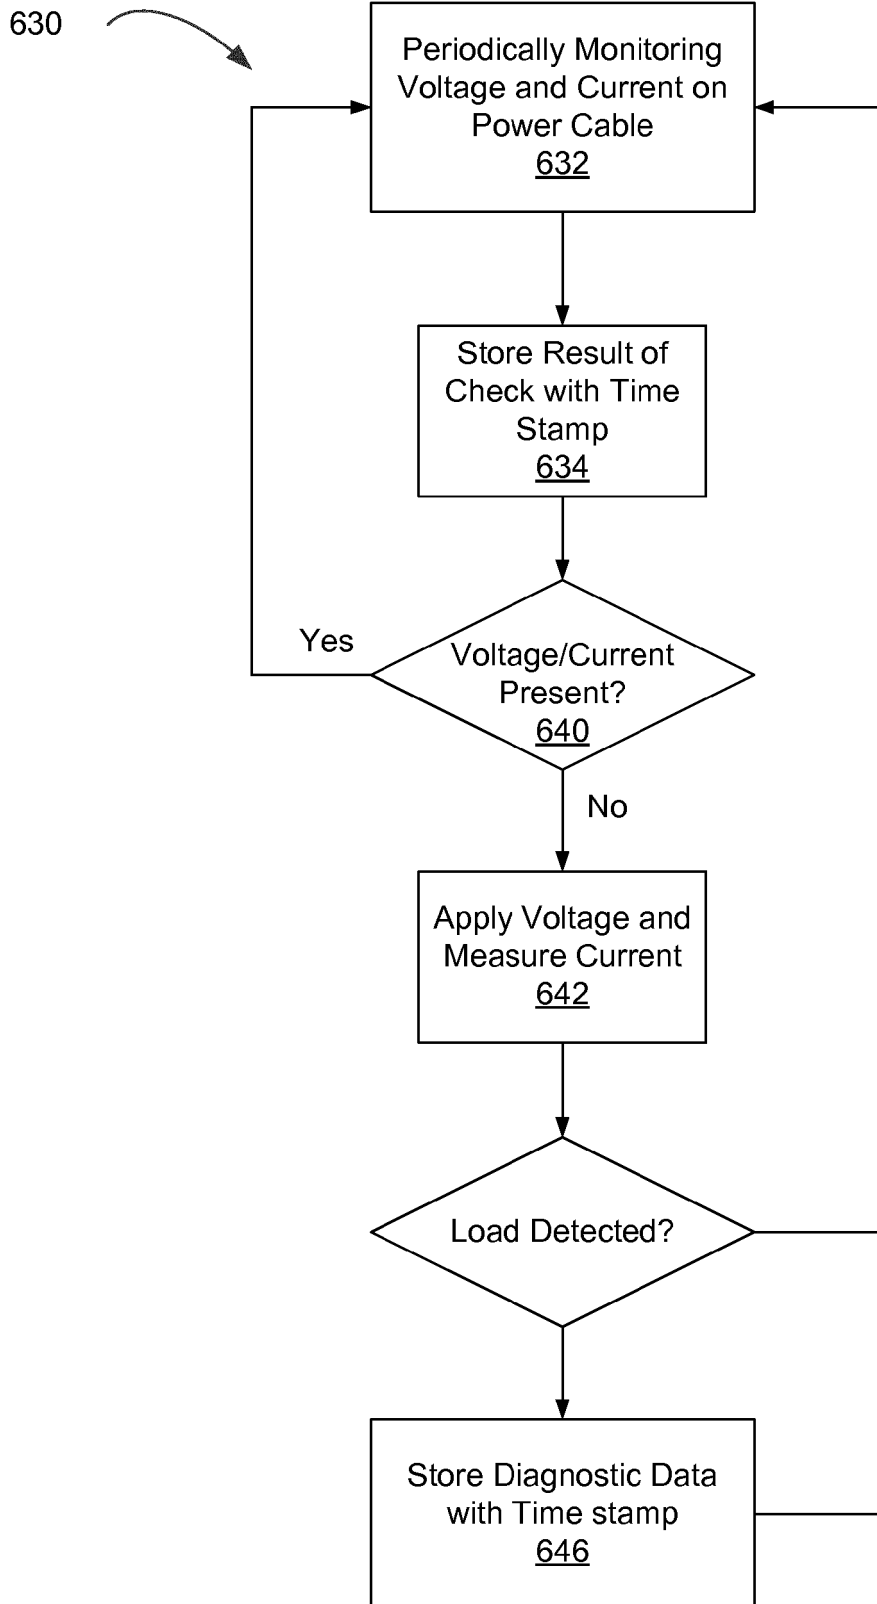 630
Periodically Monitoring
Voltage and Current on
Power Cable
632
Store Result of
Check with Time
Stamp
634
Yes
Voltage/Current
Present?
640
No
Apply Voltage and
Measure Current
642
Load Detected?
Store Diagnostic Data
with Time stamp
646